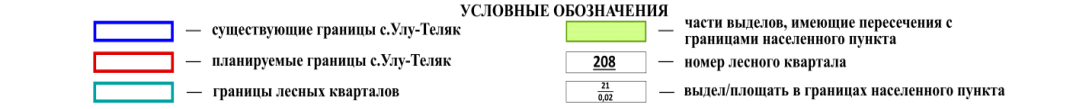 УСЛОВНЫЕ ОБОЗНАЧЕНИЯ
— существующие границы с.Улу-Теляк
— планируемые границы с.Улу-Теляк
— границы лесных кварталов
— части выделов, имеющие пересечения с
границами населенного пункта
208 — номер лесного квартала
21
0,02
— выдел/площать в границах населенного пункта